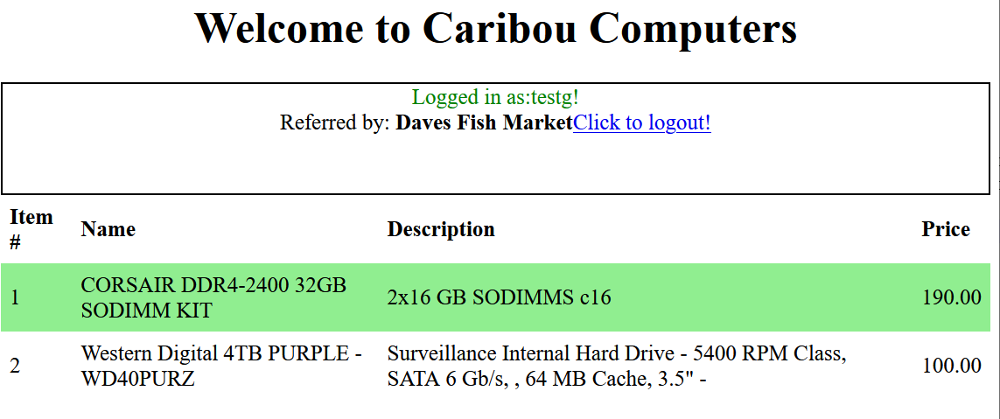 Welcome to Caribou Computers
Logged in as:testg!
Referred by: Daves Fish MarketClick to logout!
Item # Name Description Price
1 CORSAIR DDR4-2400 32GB SODIMM KIT 2x16 GB SODIMMS c16 190.00
2 Western Digital 4TB PURPLE - WD40PURZ Surveillance Internal Hard Drive - 5400 RPM Class, SATA 6 Gb/s, , 64 MB Cache, 3.5" - 100.00